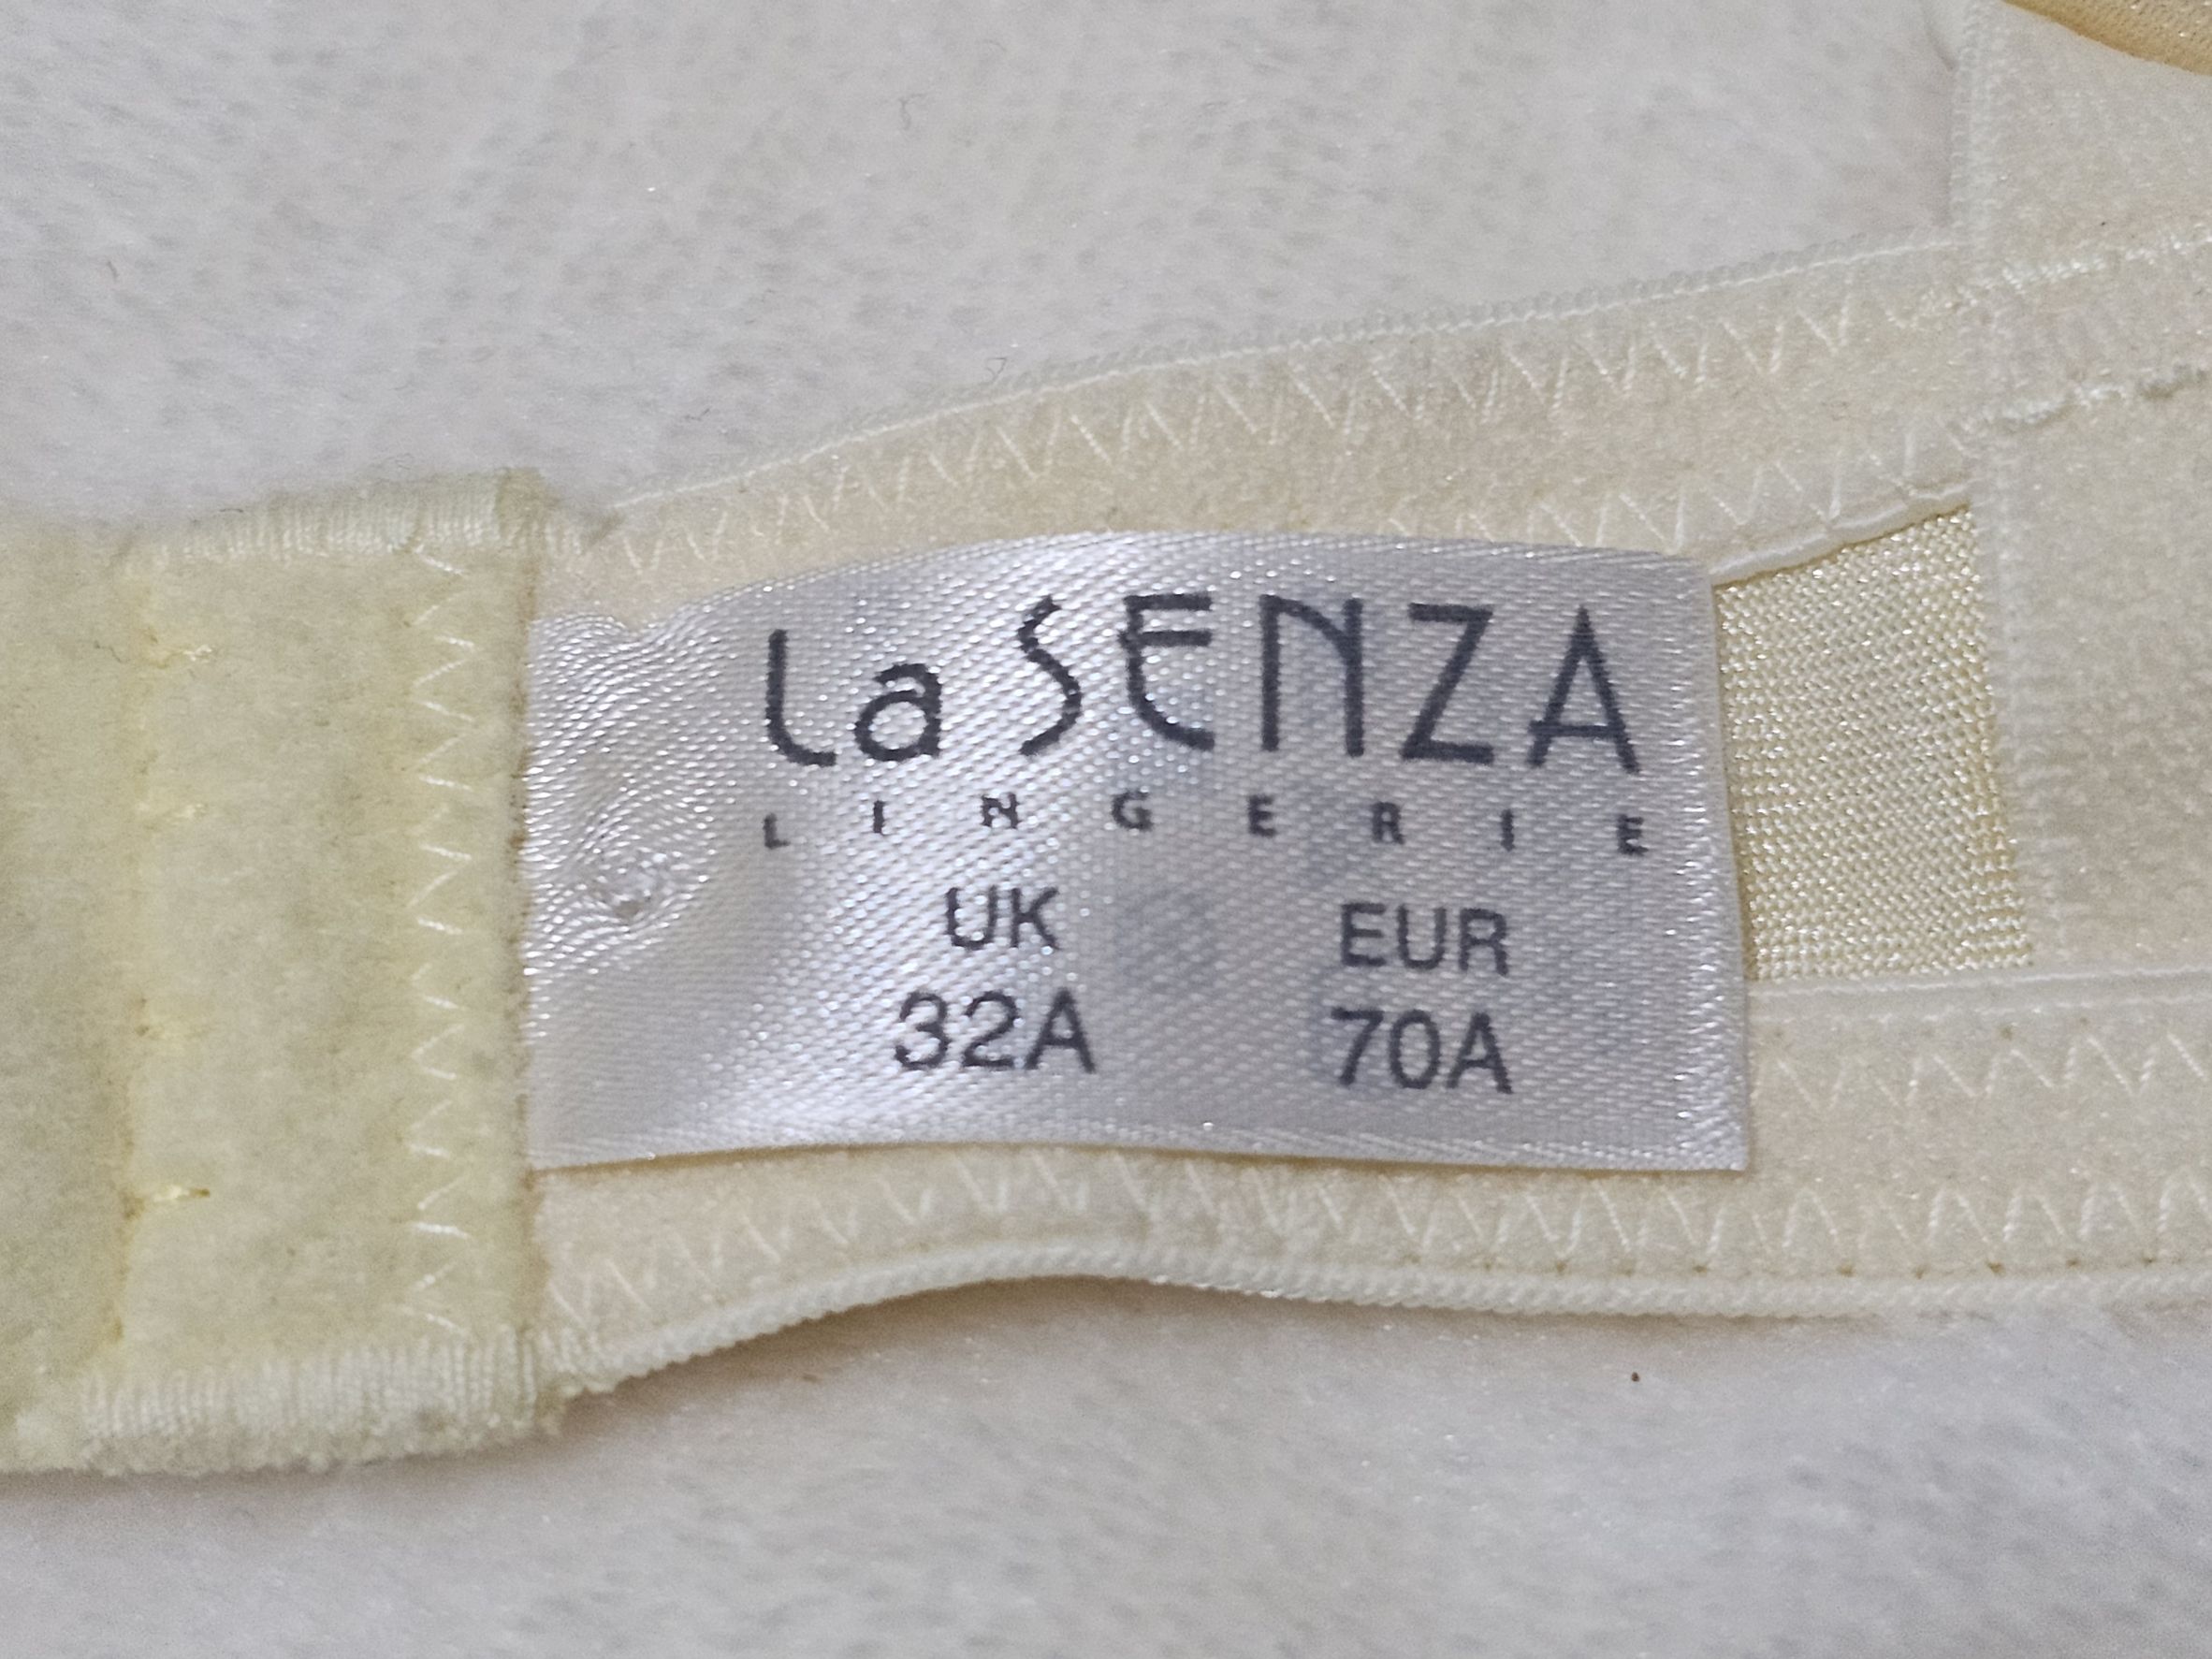 La SENZA
LINGERIE
UK EUR
32A 70A